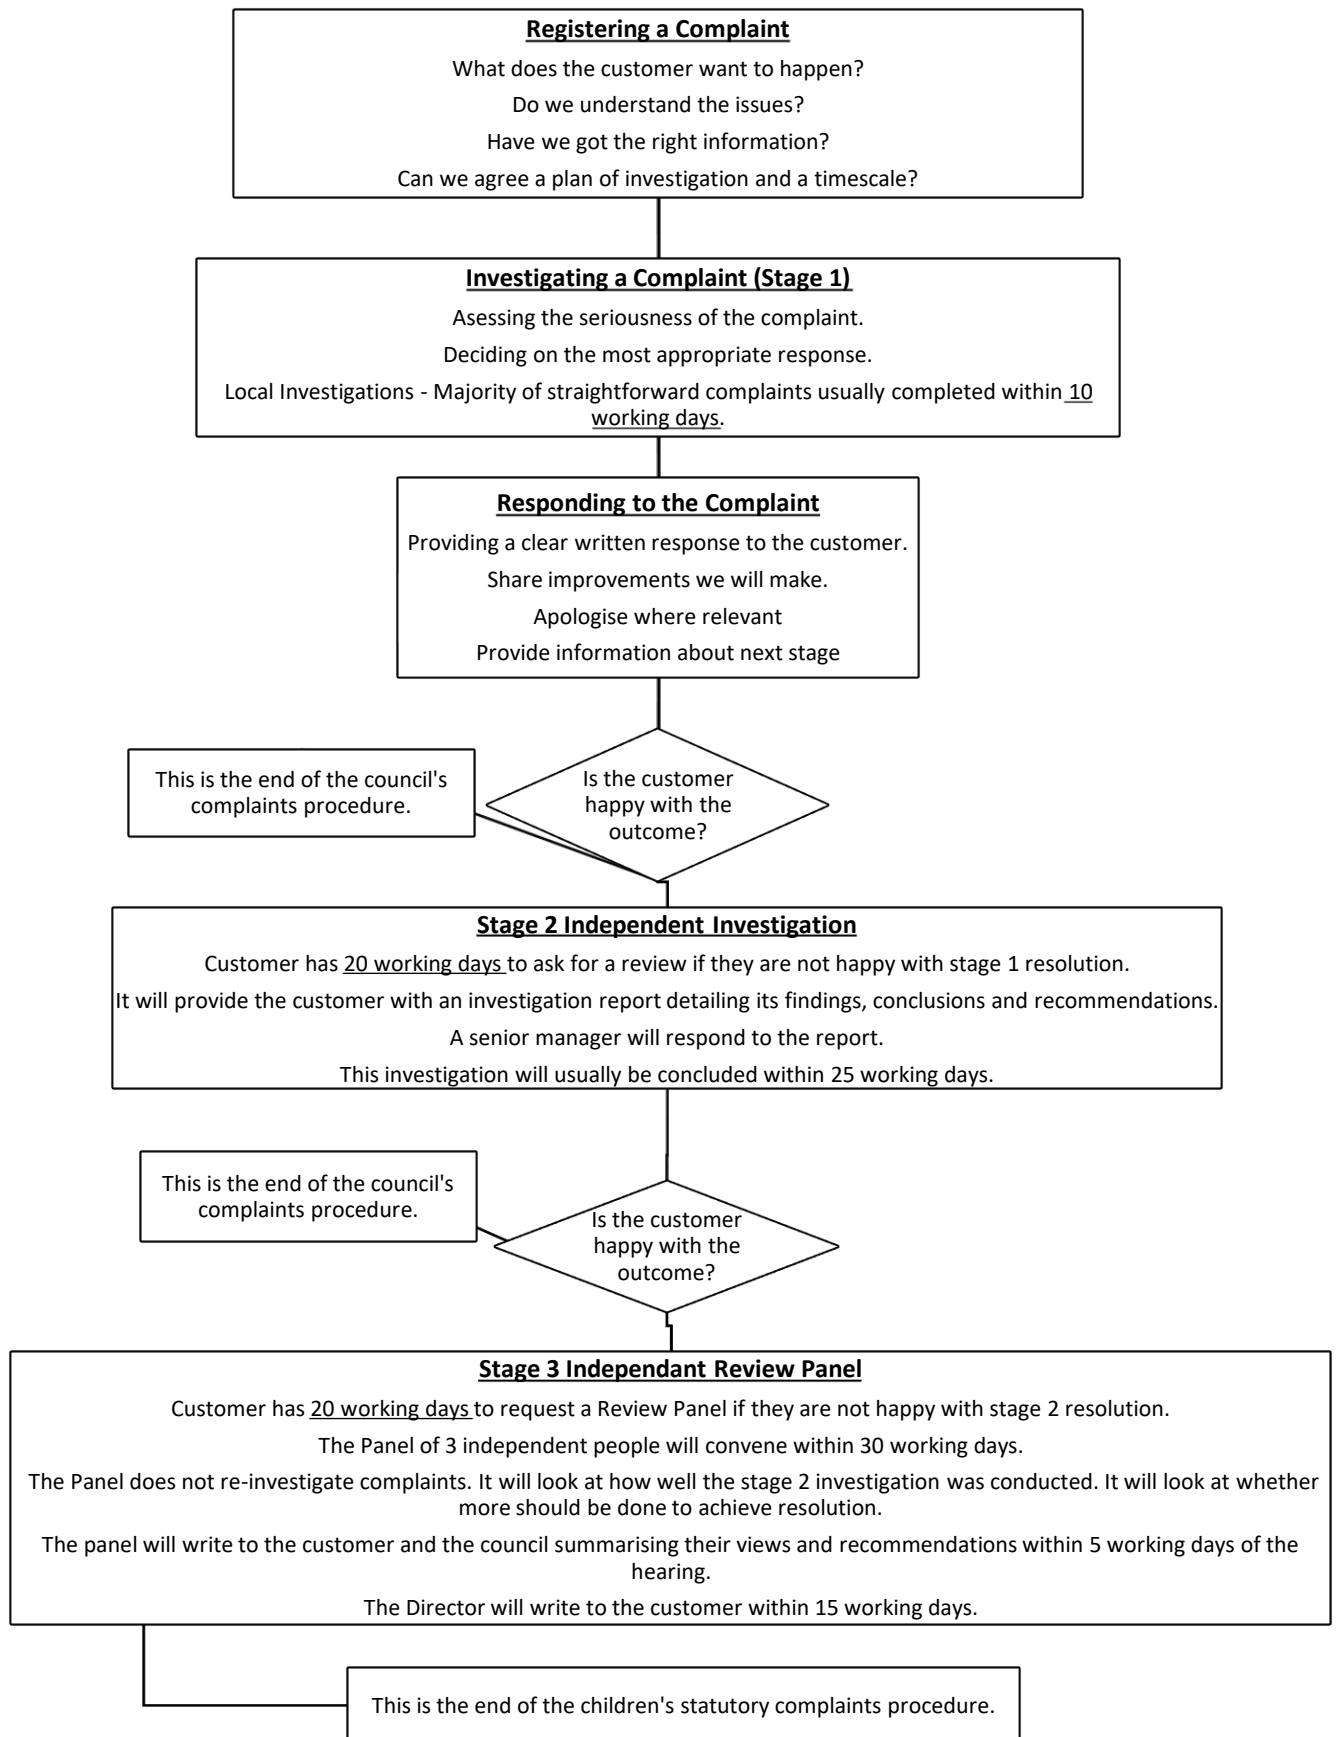 Registering a Complaint
What does the customer want to happen?
Do we understand the issues?
Have we got the right information?
Can we agree a plan of investigation and a timescale?
Investigating a Complaint (Stage 1)
Asessing the seriousness of the complaint.
Deciding on the most appropriate response.
Local Investigations - Majority of straightforward complaints usually completed within 10
working days.
Responding to the Complaint
Providing a clear written response to the customer.
Share improvements we will make.
Apologise where relevant
Provide information about next stage
This is the end of the council's
complaints procedure.
Is the customer
happy with the
outcome?
Stage 2 Independent Investigation
Customer has 20 working days to ask for a review if they are not happy with stage 1 resolution.
It will provide the customer with an investigation report detailing its findings, conclusions and recommendations.
A senior manager will respond to the report.
This investigation will usually be concluded within 25 working days.
This is the end of the council's
complaints procedure.
Is the customer
happy with the
outcome?
Stage 3 Independant Review Panel
Customer has 20 working days to request a Review Panel if they are not happy with stage 2 resolution.
The Panel of 3 independent people will convene within 30 working days.
The Panel does not re-investigate complaints. It will look at how well the stage 2 investigation was conducted. It will look at whether
more should be done to achieve resolution.
The panel will write to the customer and the council summarising their views and recommendations within 5 working days of the
hearing.
The Director will write to the customer within 15 working days.
This is the end of the children's statutory complaints procedure.